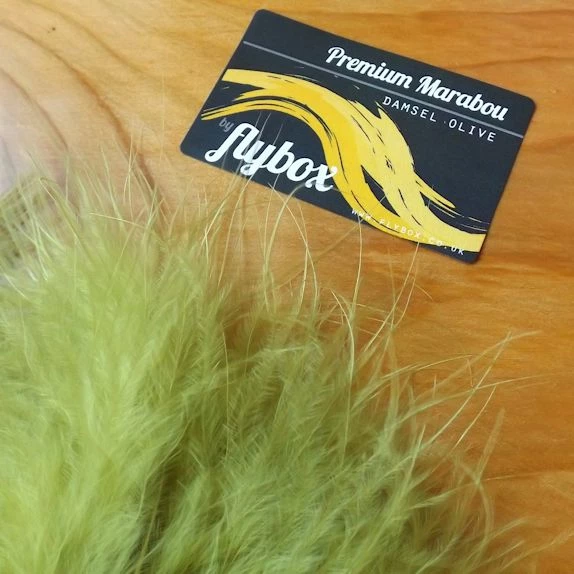 Premium Marabou
DAMSEL OLIVE
by
flybox
WWW.FLYBOX.CO.UK